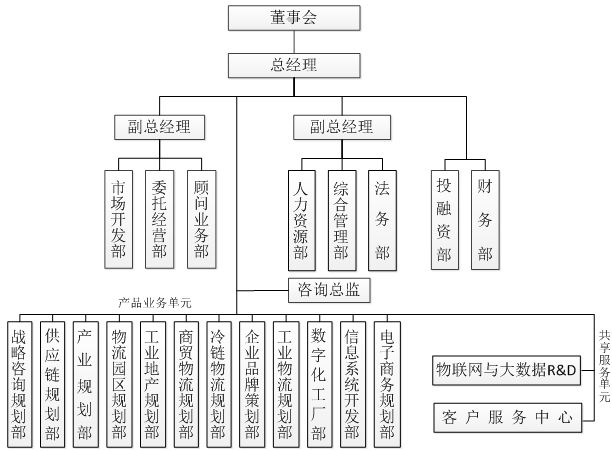 董事会
总经理
副总经理
副总经理
市场开发部
委托经营部
顾问业务部
人力资源部
综合管理部
法务部
投融资部
财务部
咨询总监
产品业务单元
共享服务单元
战略咨询规划部
供应链规划部
产业规划部
物流园区规划部
工业地产规划部
商贸物流规划部
冷链物流规划部
企业品牌策划部
工业物流规划部
数字化工厂部
信息系统开发部
电子商务规划部
物联网与大数据R&D
客户服务中心